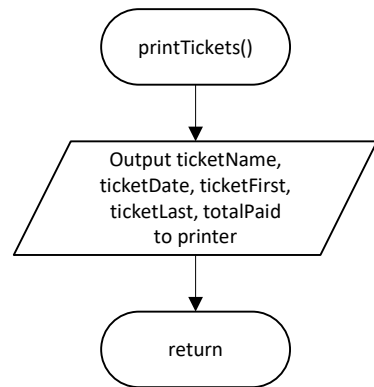 printTickets()
Output ticketName,
ticketDate, ticketFirst,
ticketLast, totalPaid
to printer
return